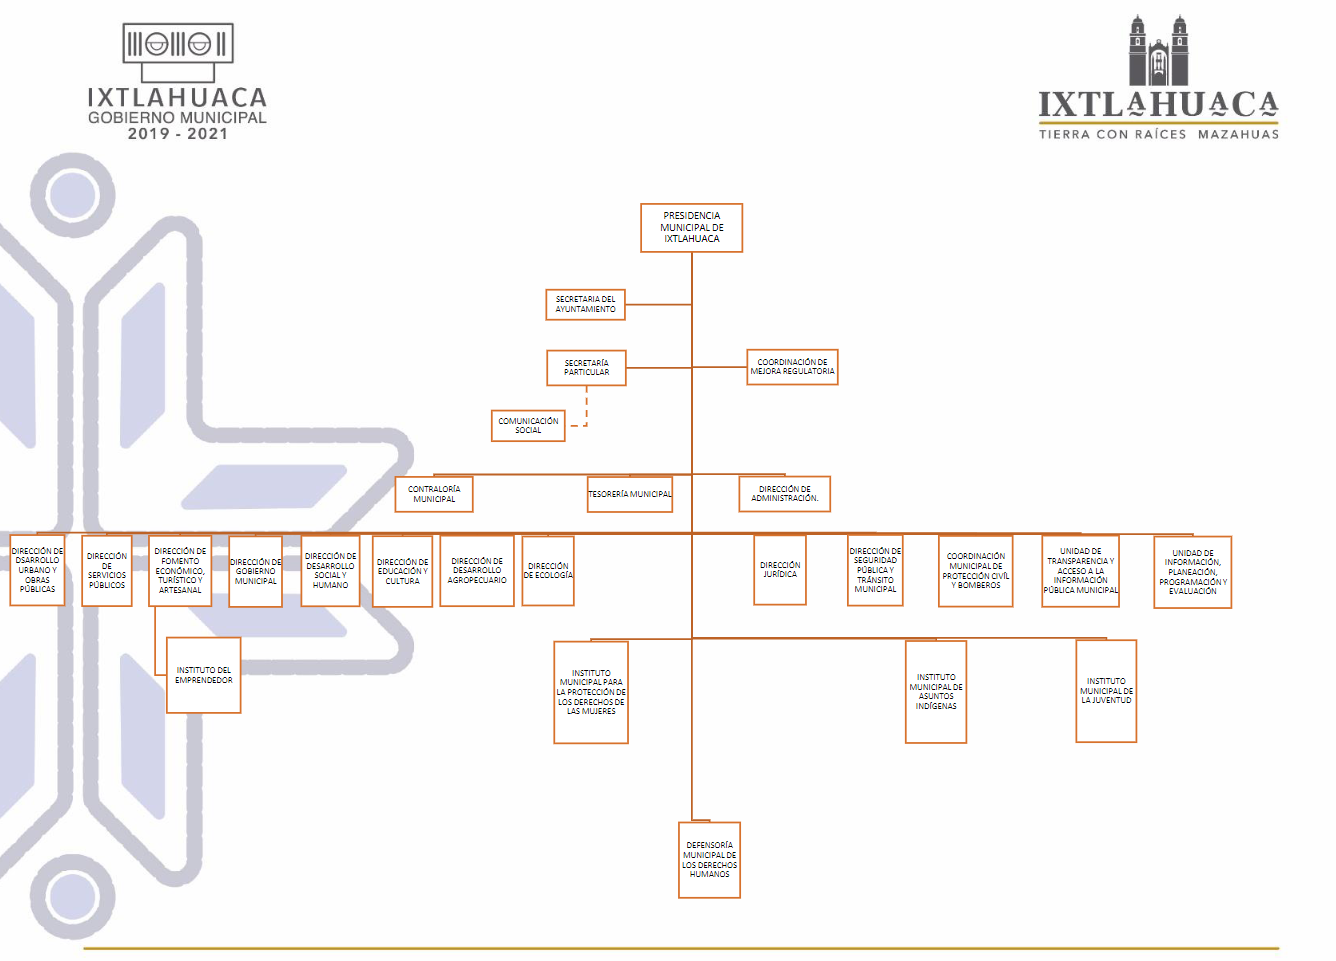 IXTLAHUACA
GOBIERNO MUNICIPAL
2019 - 2021
IXTLAHUACA
TIERRA CON RAÍCES MAZAHUAS
PRESIDENCIA
MUNICIPAL DE
IXTLAHUACA
SECRETARIA DEL
AYUNTAMIENTO
SECRETARÍA
PARTICULAR
COORDINACIÓN DE
MEJORA REGULATORIA
COMUNICACIÓN
SOCIAL
CONTRALORÍA
MUNICIPAL
TESORERÍA MUNICIPAL
DIRECCIÓN DE
ADMINISTRACIÓN.
DIRECCIÓN DE
DSARROLLO
URBANO Y
OBRAS
PÚBLICAS
DIRECCIÓN
DE
SERVICIOS
PÚBLICOS
DIRECCIÓN DE
FOMENTO
ECONÓMICO,
TURÍSTICO Y
ARTESANAL
DIRECCIÓN DE
GOBIERNO
MUNICIPAL
DIRECCIÓN DE
DESARROLLO
SOCIAL Y
HUMANO
DIRECCIÓN DE
EDUCACIÓN Y
CULTURA
DIRECCIÓN DE
DESARROLLO
AGROPECUARIO
DIRECCIÓN
DE ECOLOGÍA
DIRECCIÓN
JURÍDICA
DIRECCIÓN DE
SEGURIDAD
PÚBLICA Y
TRÁNSITO
MUNICIPAL
COORDINACIÓN
MUNICIPAL DE
PROTECCIÓN CIVÍL
Y BOMBEROS
UNIDAD DE
TRANSPARENCIA Y
ACCESO A LA
INFORMACIÓN
PÚBLICA MUNICIPAL
UNIDAD DE
INFORMACIÓN,
PLANEACIÓN,
PROGRAMACIÓN Y
EVALUACIÓN
INSTITUTO DEL
EMPRENDEDOR
INSTITUTO
MUNICIPAL PARA
LA PROTECCIÓN DE
LOS DERECHOS DE
LAS MUJERES
INSTITUTO
MUNICIPAL DE
ASUNTOS
INDÍGENAS
INSTITUTO
MUNICIPAL DE
LA JUVENTUD
DEFENSORÍA
MUNICIPAL DE
LOS DERECHOS
HUMANOS